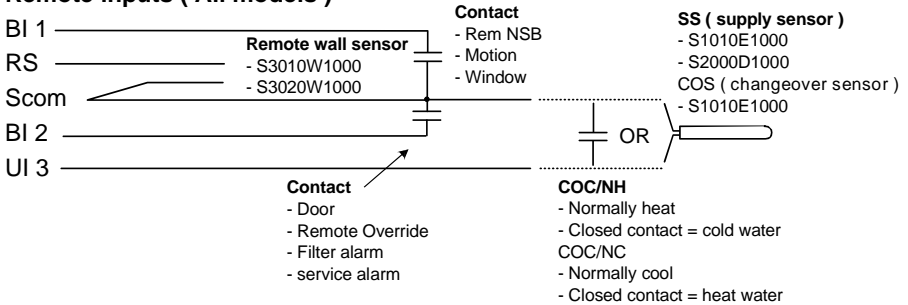 Remote inputs ( All models )
BI 1
RS
Scom
BI 2
UI 3
Remote wall sensor
- S3010W1000
- S3020W1000
Contact
- Rem NSB
- Motion
- Window
SS ( supply sensor )
- S1010E1000
- S2000D1000
COS ( changeover sensor )
- S1010E1000
OR
Contact
- Door
- Remote Override
- Filter alarm
- service alarm
COC/NH
- Normally heat
- Closed contact = cold water
COC/NC
- Normally cool
- Closed contact = heat water